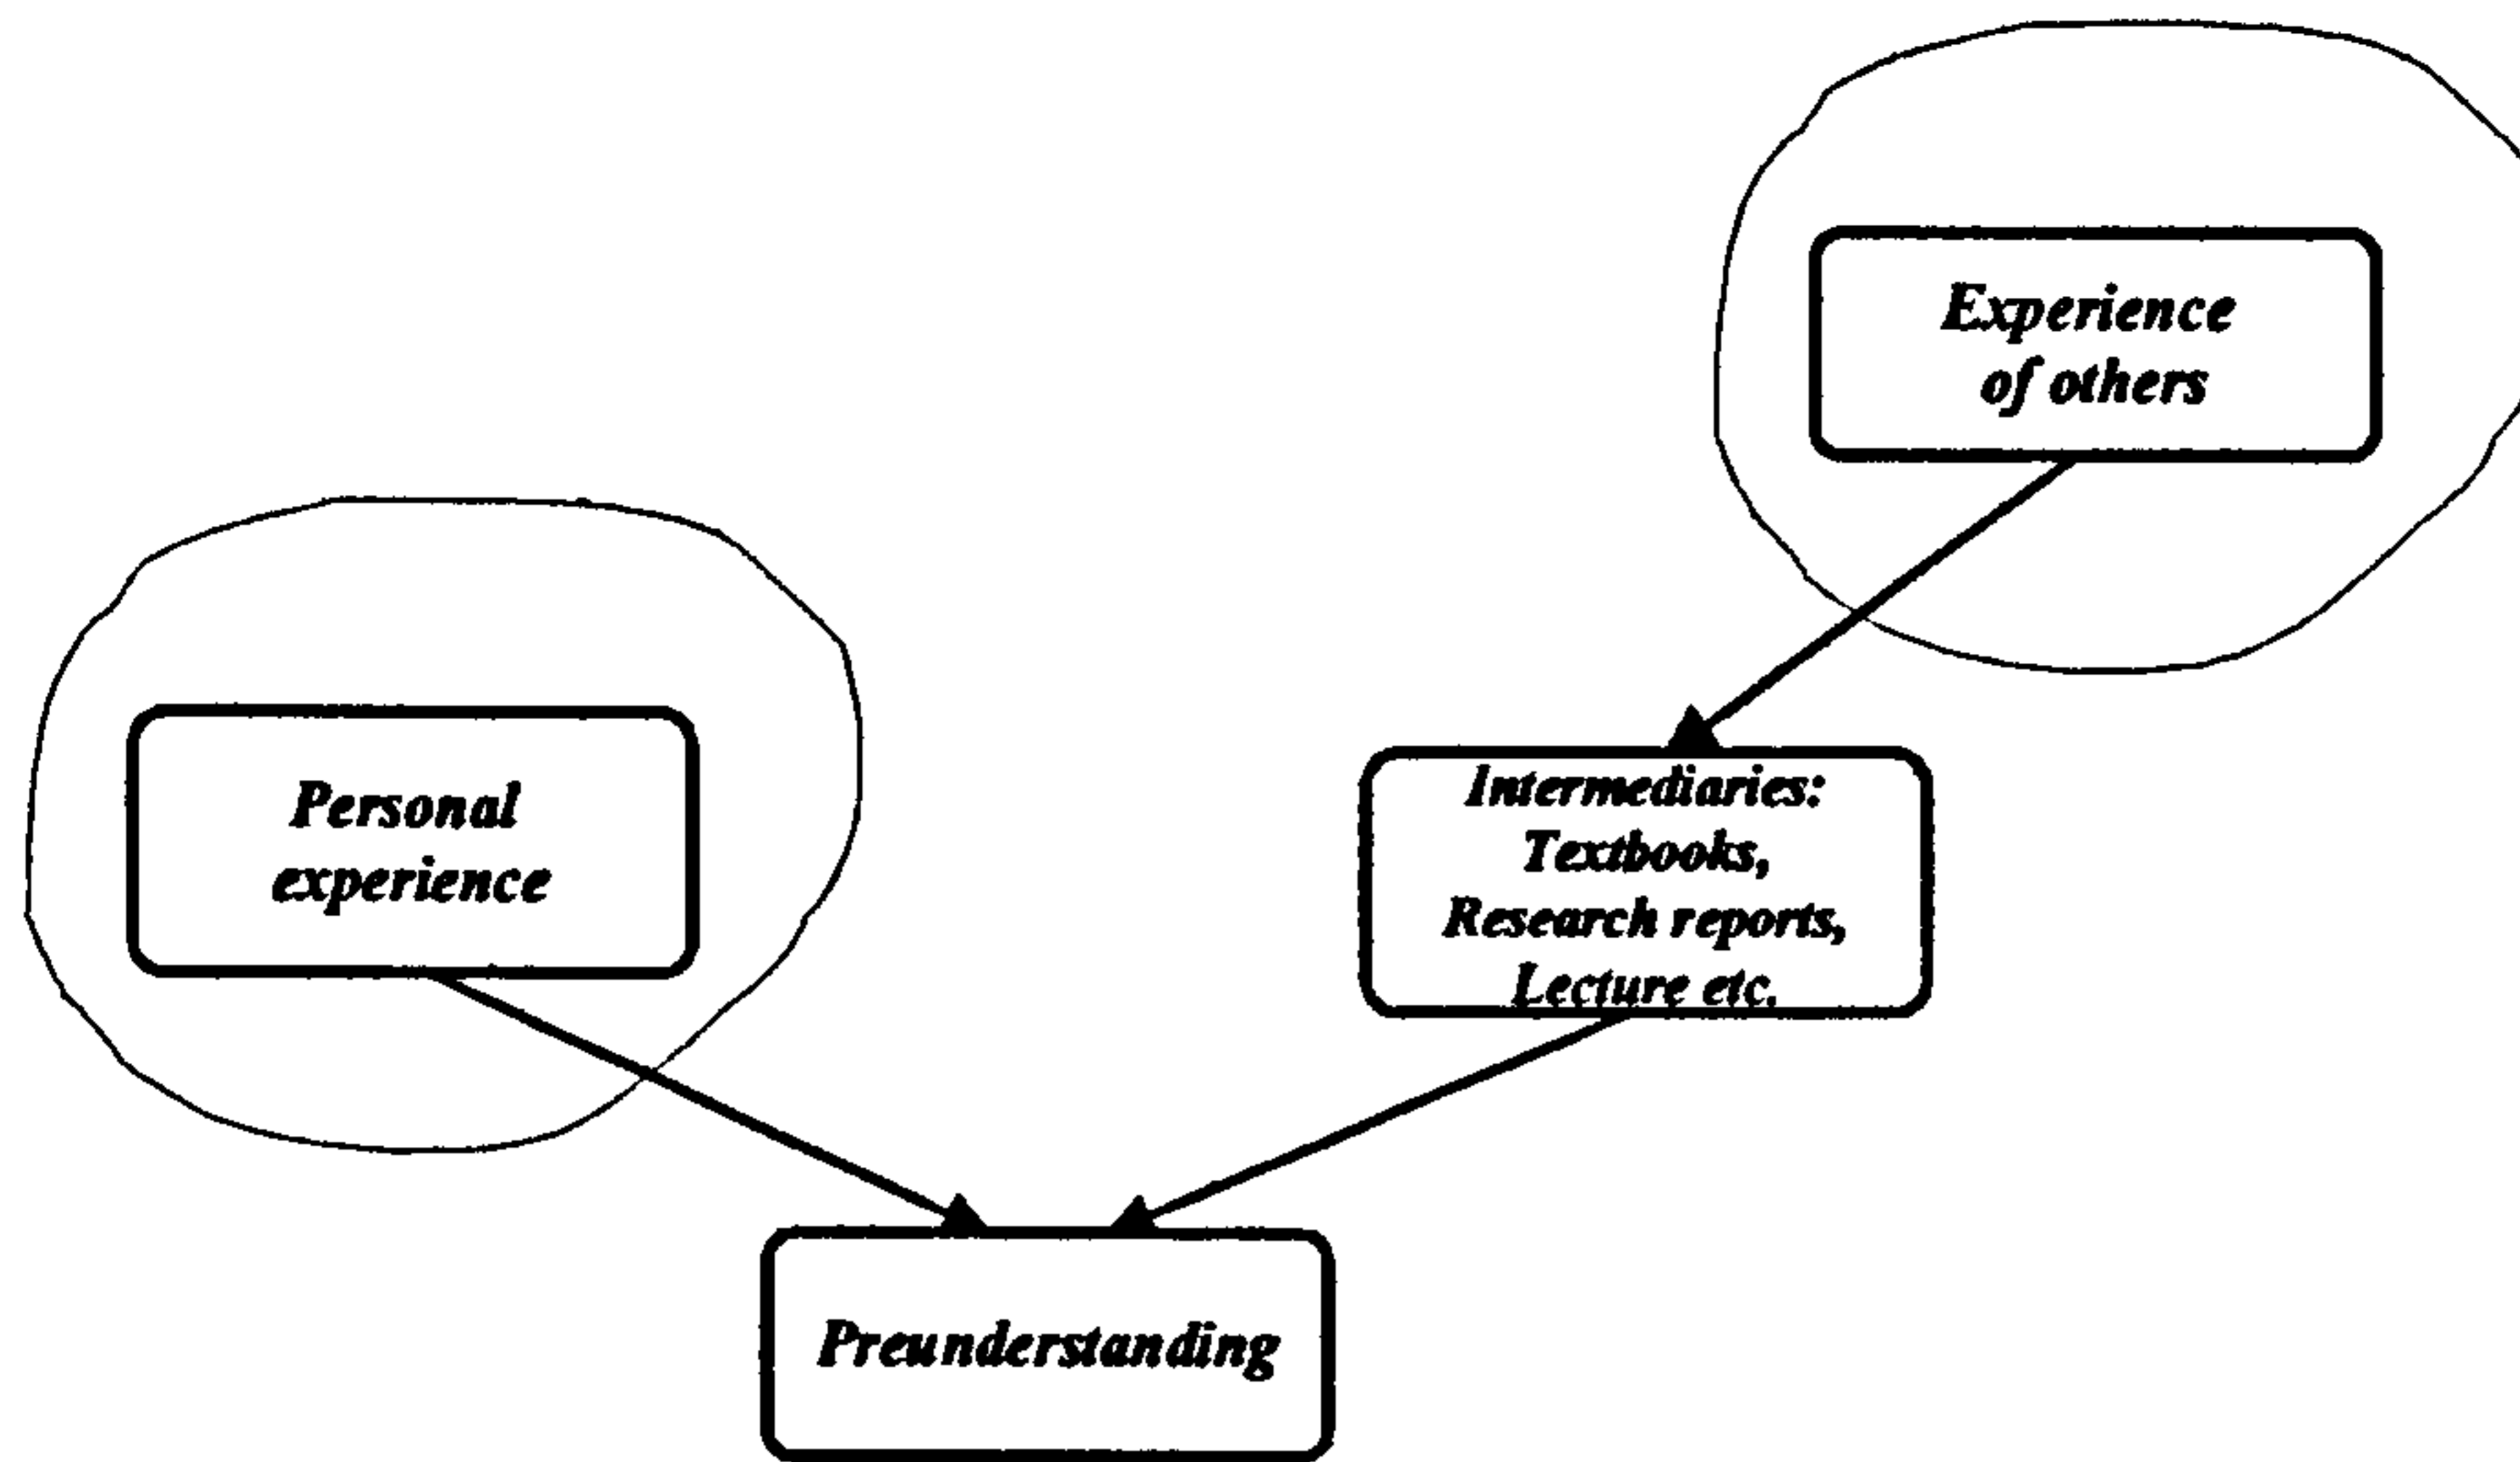 Experience
of others
Personal
experience
Intermediaries:
Textbooks,
Research reports,
Lecture etc.
Preunderstanding